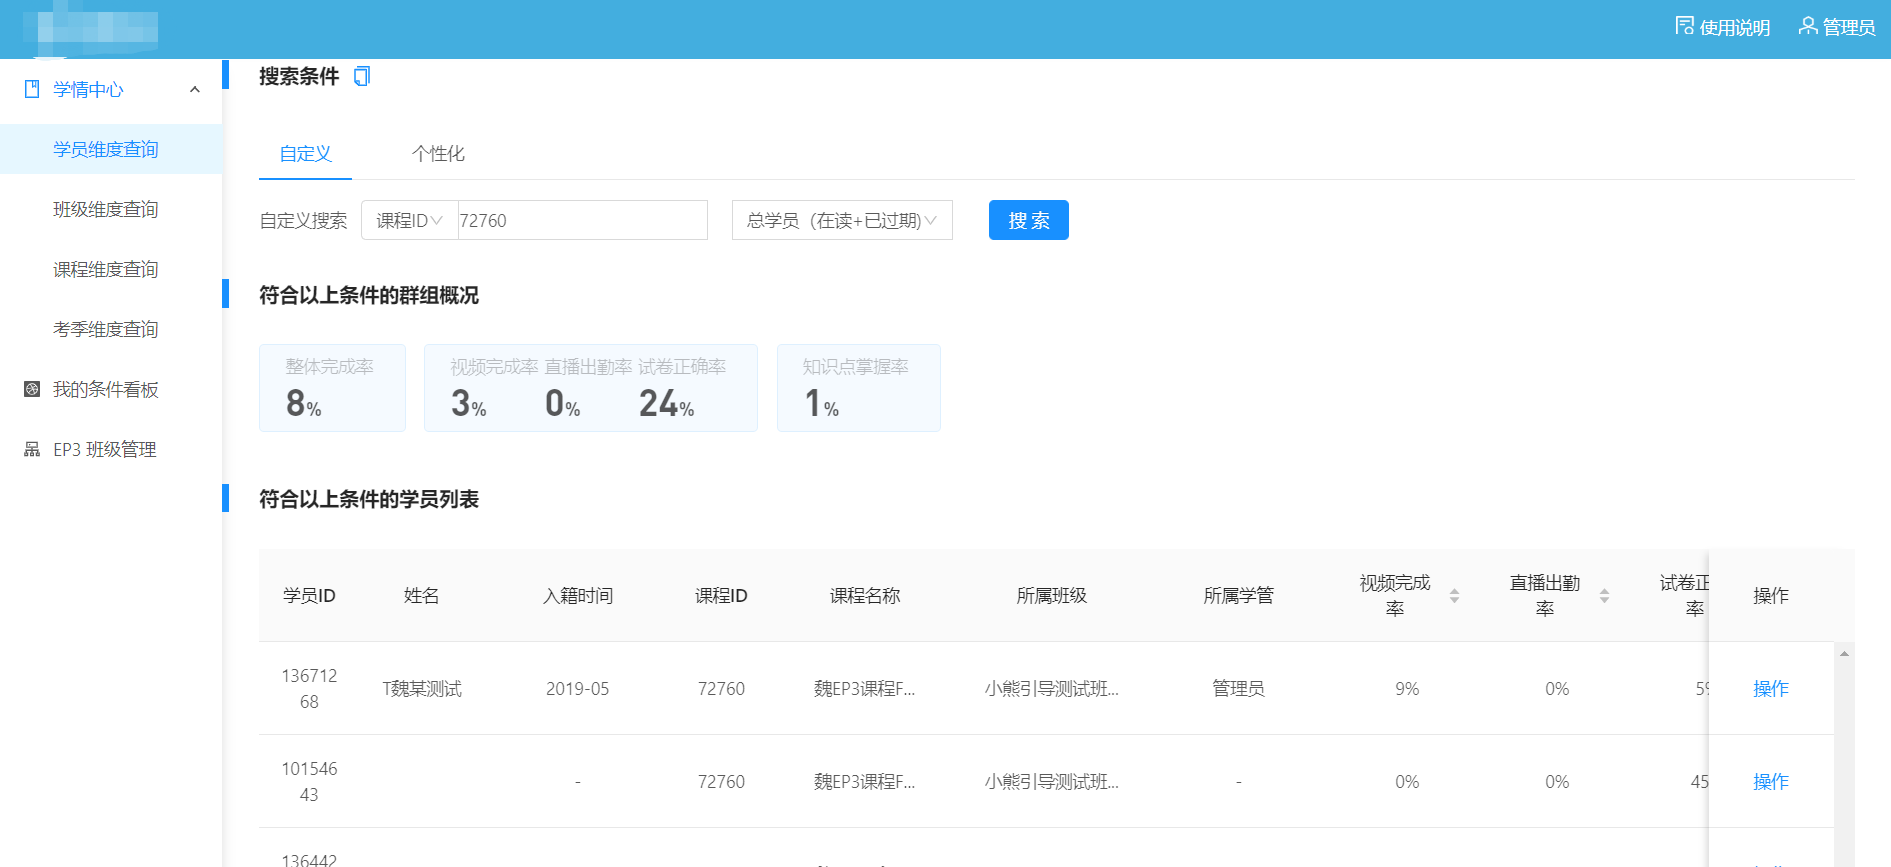 使用说明 管理员
学情中心
学员维度查询
班级维度查询
课程维度查询
考季维度查询
我的条件看板
EP3 班级管理
搜索条件
自定义 个性化
自定义搜索 课程ID 72760 总学员（在读+已过期) 搜 索
符合以上条件的群组概况
整体完成率 视频完成率 直播出勤率 试卷正确率 知识点掌握率
8% 3% 0% 24% 1%
符合以上条件的学员列表
学员ID 姓名 入籍时间 课程ID 课程名称 所属班级 所属学管 视频完成率 直播出勤率 试卷正率 操作
13671268 T魏某测试 2019-05 72760 魏EP3课程F... 小熊引导测试班... 管理员 9% 0% 5% 操作
10154643 - 72760 魏EP3课程F... 小熊引导测试班... - 0% 0% 45 操作
136442